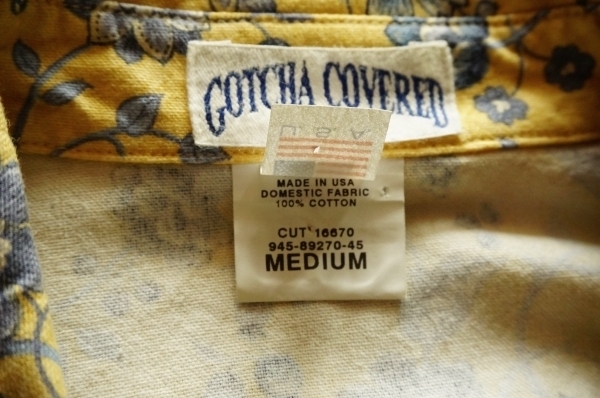 GOTCHA COVERED
U.S.A.
MADE IN USA
DOMESTIC FABRIC
100% COTTON
CUT 16670
945-89270-45
MEDIUM